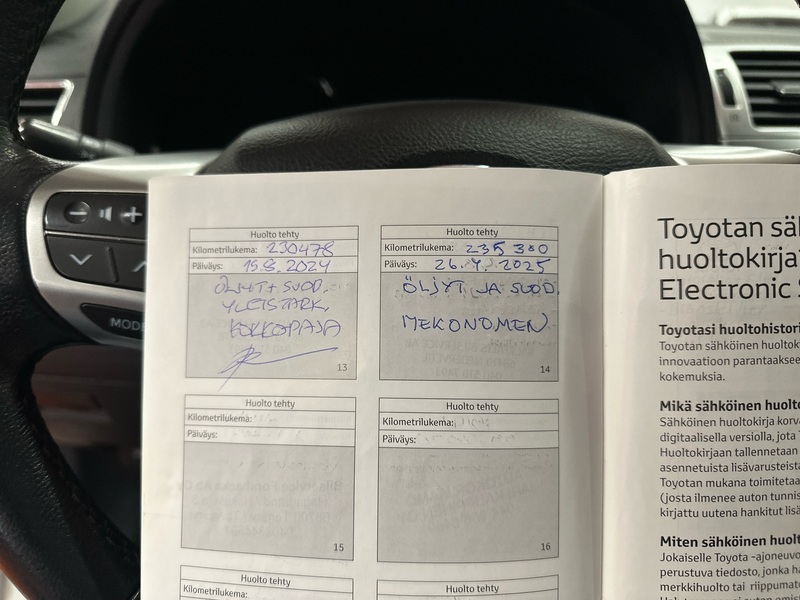 Huolto tehty
Kilometrilukema: 230478
Päiväys: 15.8.2024
ÖLJYT + SUOD.
YLEISTARK.
KOKKOPAJA
13
Huolto tehty
Kilometrilukema: 235 380
Päiväys: 26.4.2025
ÖLJYT JA SUOD.
MEKONOMEN
14
Huolto tehty
Kilometrilukema:
Päiväys:
15
Huolto tehty
Kilometrilukema:
Päiväys:
16
Huolto tehty
Kilometrilukema:
Huolto tehty
Toyotan säh
huoltokirja
Electronic S
Toyotasi huoltohistori
Toyotan sähköinen huoltok
innovaatioon parantaakse
kokemuksia.
Mikä sähköinen huolto
Sähköinen huoltokirja korv
digitaalisella versiolla, jota
Huoltokirjaan tallennetaan
asennetuista lisävarusteista
Toyotan mukana toimitetaa
(josta ilmenee auton tunnis
kirjattu uutena hankitut lisä
Miten sähköinen huolt
Jokaiselle Toyota -ajoneuvo
perustuva tiedosto, jonka h
merkkihuolto tai riippumato
MODE